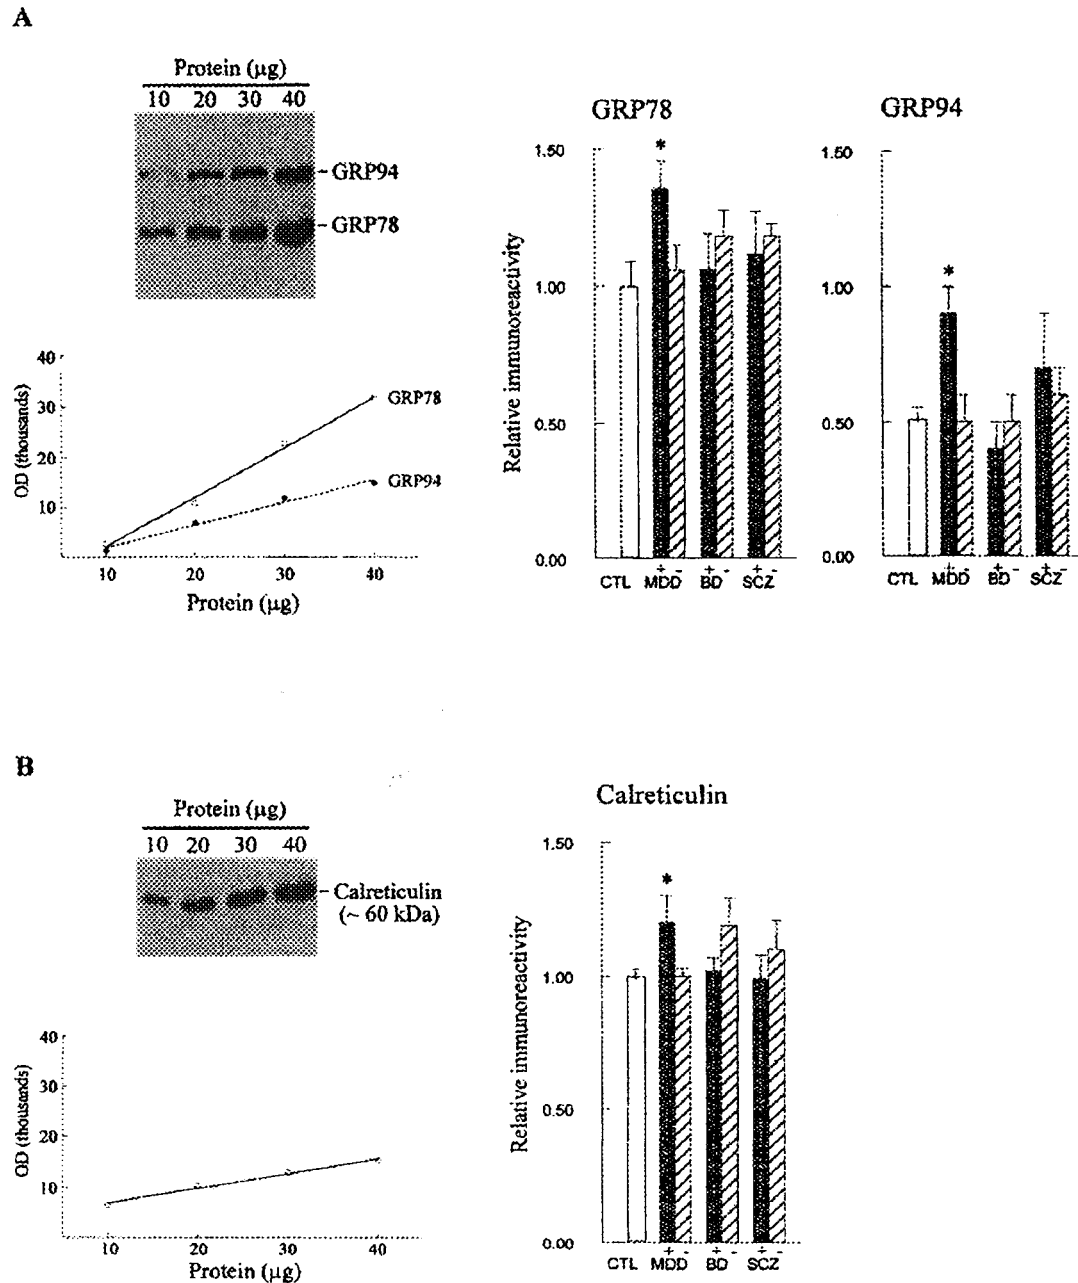 A
Protein (µg)
10 20 30 40
GRP94
GRP78
40
30
20
10
OD (thousands)
GRP78
GRP94
10 20 30 40
Protein (µg)
GRP78
*
1.50
1.00
0.50
0.00
Relative immunoreactivity
+ - + - + -
CTL MDD BD SCZ
GRP94
*
1.50
1.00
0.50
0.00
+ - + - + -
CTL MDD BD SCZ
B
Protein (µg)
10 20 30 40
Calreticulin
(~ 60 kDa)
40
30
20
10
OD (thousands)
10 20 30 40
Protein (µg)
Calreticulin
*
1.50
1.00
0.50
0.00
Relative immunoreactivity
+ - + - + -
CTL MDD BD SCZ